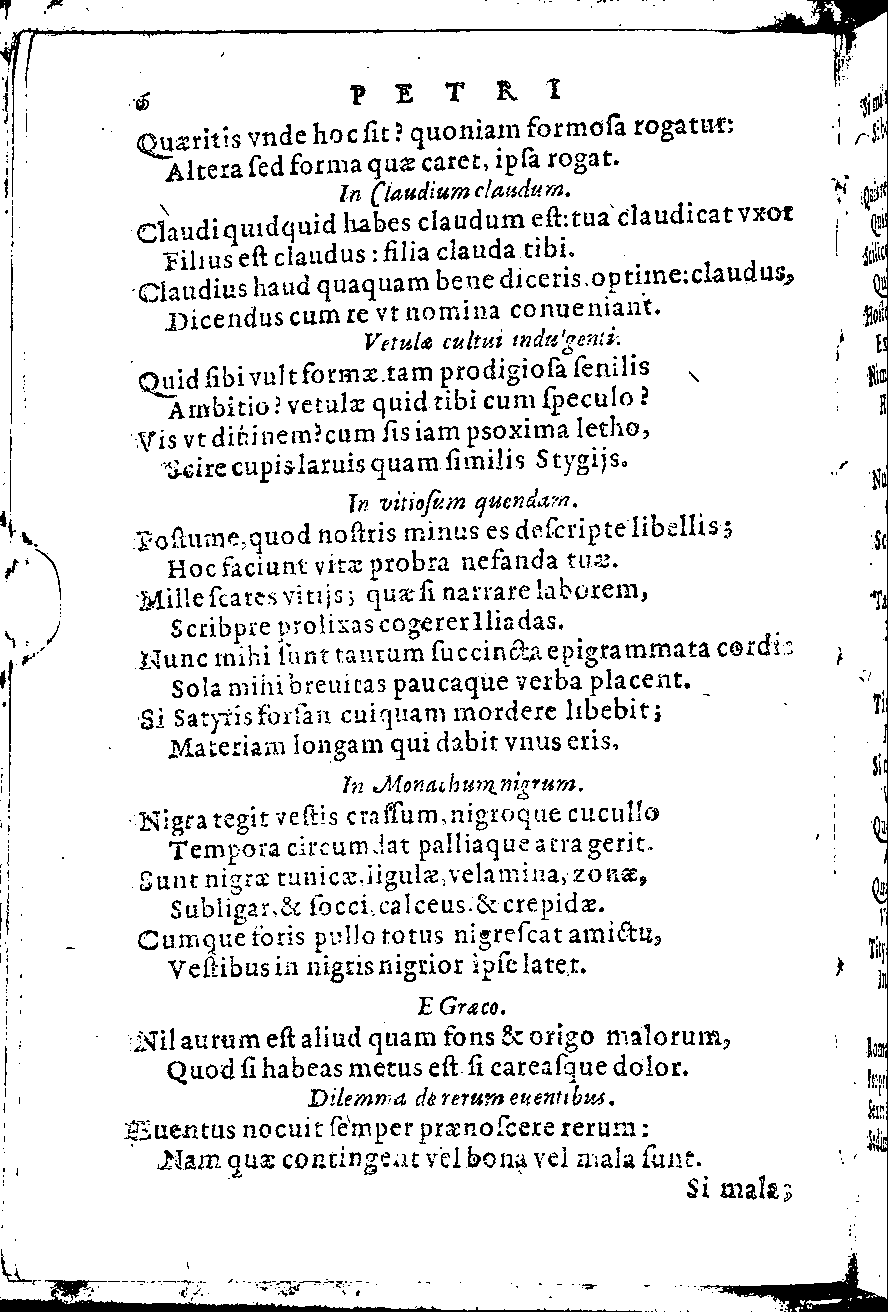 6 PETRI
Quæritis vnde hoc ſit? quoniam formoſa rogatur:
Altera ſed forma quæ caret, ipſa rogat.
In Claudium claudum.
Claudi quidquid habes claudum eſt: tua claudicat vxor
Filius eſt claudus: filia clauda tibi.
Claudius haud quaquam bene diceris, optime: claudus,
Dicendus cum re vt nomina conueniant.
Vetulæ cultui indulgenti.
Quid ſibi vult formæ tam prodigioſa ſenilis
Ambitio? vetulæ quid tibi cum ſpeculo?
Vis vt diuinem? cum ſis iam psoxima letho,
Scire cupis laruis quam ſimilis Stygijs.
In vitioſum quendam.
Poſtume, quod noſtris minus es deſcripte libellis;
Hoc faciunt vitæ probra nefanda tuæ.
Mille ſcates vitijs; quæ ſi narrare laborem,
Scribpre prolixas cogerer Iliadas.
Nunc mihi ſunt tantum ſuccincta epigrammata cordi:
Sola mihi breuitas paucaque verba placent.
Si Satyris forſan cuiquam mordere libebit;
Materiam longam qui dabit vnus eris.
In Monachum nigrum.
Nigra tegit veſtis craſſum, nigroque cucullo
Tempora circumdat palliaque atra gerit.
Sunt nigræ tunicæ, ligulæ, velamina, zonæ,
Subligar, & ſocci, calceus, & crepidæ.
Cumque foris pullo totus nigreſcat amictu,
Veſtibus in nigris nigrior ipſe latet.
E Græco.
Nil aurum eſt aliud quam fons & origo malorum,
Quod ſi habeas metus eſt ſi careaſque dolor.
Dilemma de rerum euentibus.
Euentus nocuit ſemper prænoſcere rerum:
Nam quæ contingent vel bona vel mala ſunt.
Si mala;